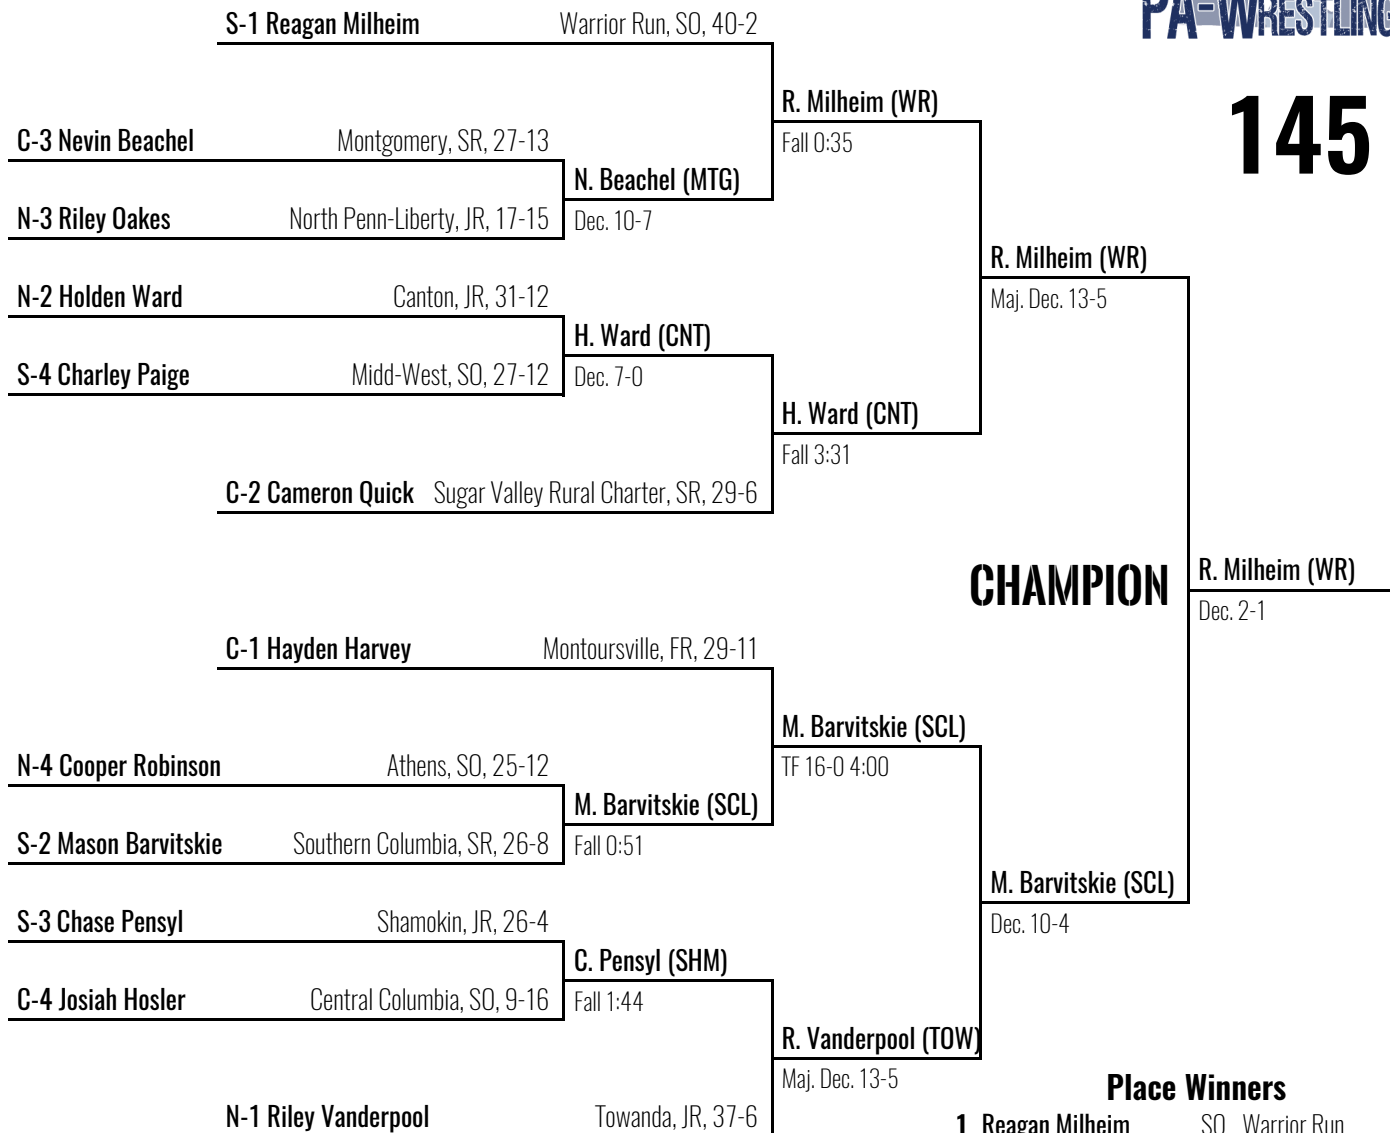 PA-WRESTLING
145
S-1 Reagan Milheim Warrior Run, SO, 40-2
R. Milheim (WR)
Fall 0:35
C-3 Nevin Beachel Montgomery, SR, 27-13
N. Beachel (MTG)
Dec. 10-7
N-3 Riley Oakes North Penn-Liberty, JR, 17-15
R. Milheim (WR)
Maj. Dec. 13-5
N-2 Holden Ward Canton, JR, 31-12
H. Ward (CNT)
Dec. 7-0
S-4 Charley Paige Midd-West, SO, 27-12
H. Ward (CNT)
Fall 3:31
C-2 Cameron Quick Sugar Valley Rural Charter, SR, 29-6
CHAMPION
R. Milheim (WR)
Dec. 2-1
C-1 Hayden Harvey Montoursville, FR, 29-11
M. Barvitskie (SCL)
TF 16-0 4:00
N-4 Cooper Robinson Athens, SO, 25-12
M. Barvitskie (SCL)
Fall 0:51
S-2 Mason Barvitskie Southern Columbia, SR, 26-8
M. Barvitskie (SCL)
Dec. 10-4
S-3 Chase Pensyl Shamokin, JR, 26-4
C. Pensyl (SHM)
Fall 1:44
C-4 Josiah Hosler Central Columbia, SO, 9-16
R. Vanderpool (TOW)
Maj. Dec. 13-5
N-1 Riley Vanderpool Towanda, JR, 37-6
Place Winners
1 Reagan Milheim SO Warrior Run